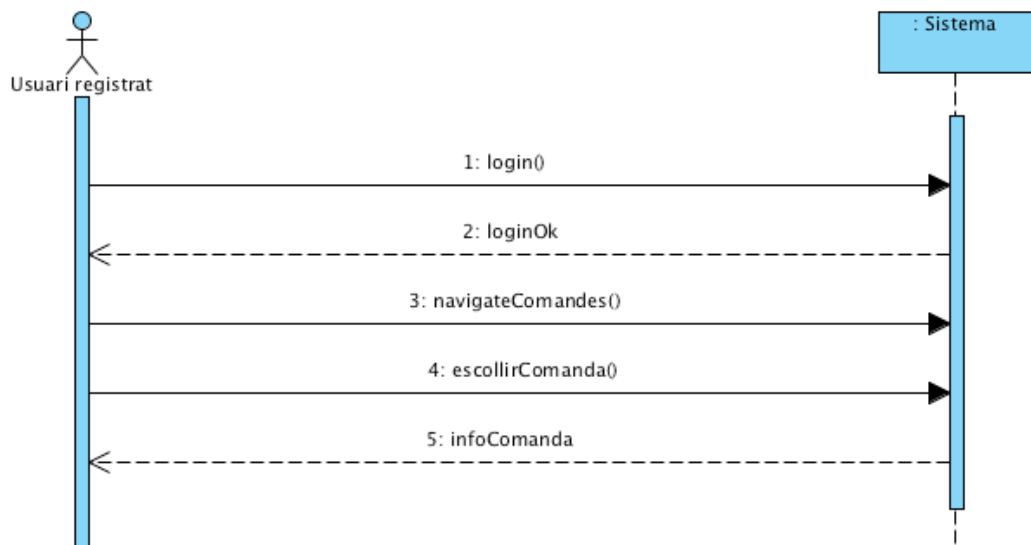 : Sistema
Usuari registrat
1: login()
2: loginOk
3: navigateComandes()
4: escollirComanda()
5: infoComanda